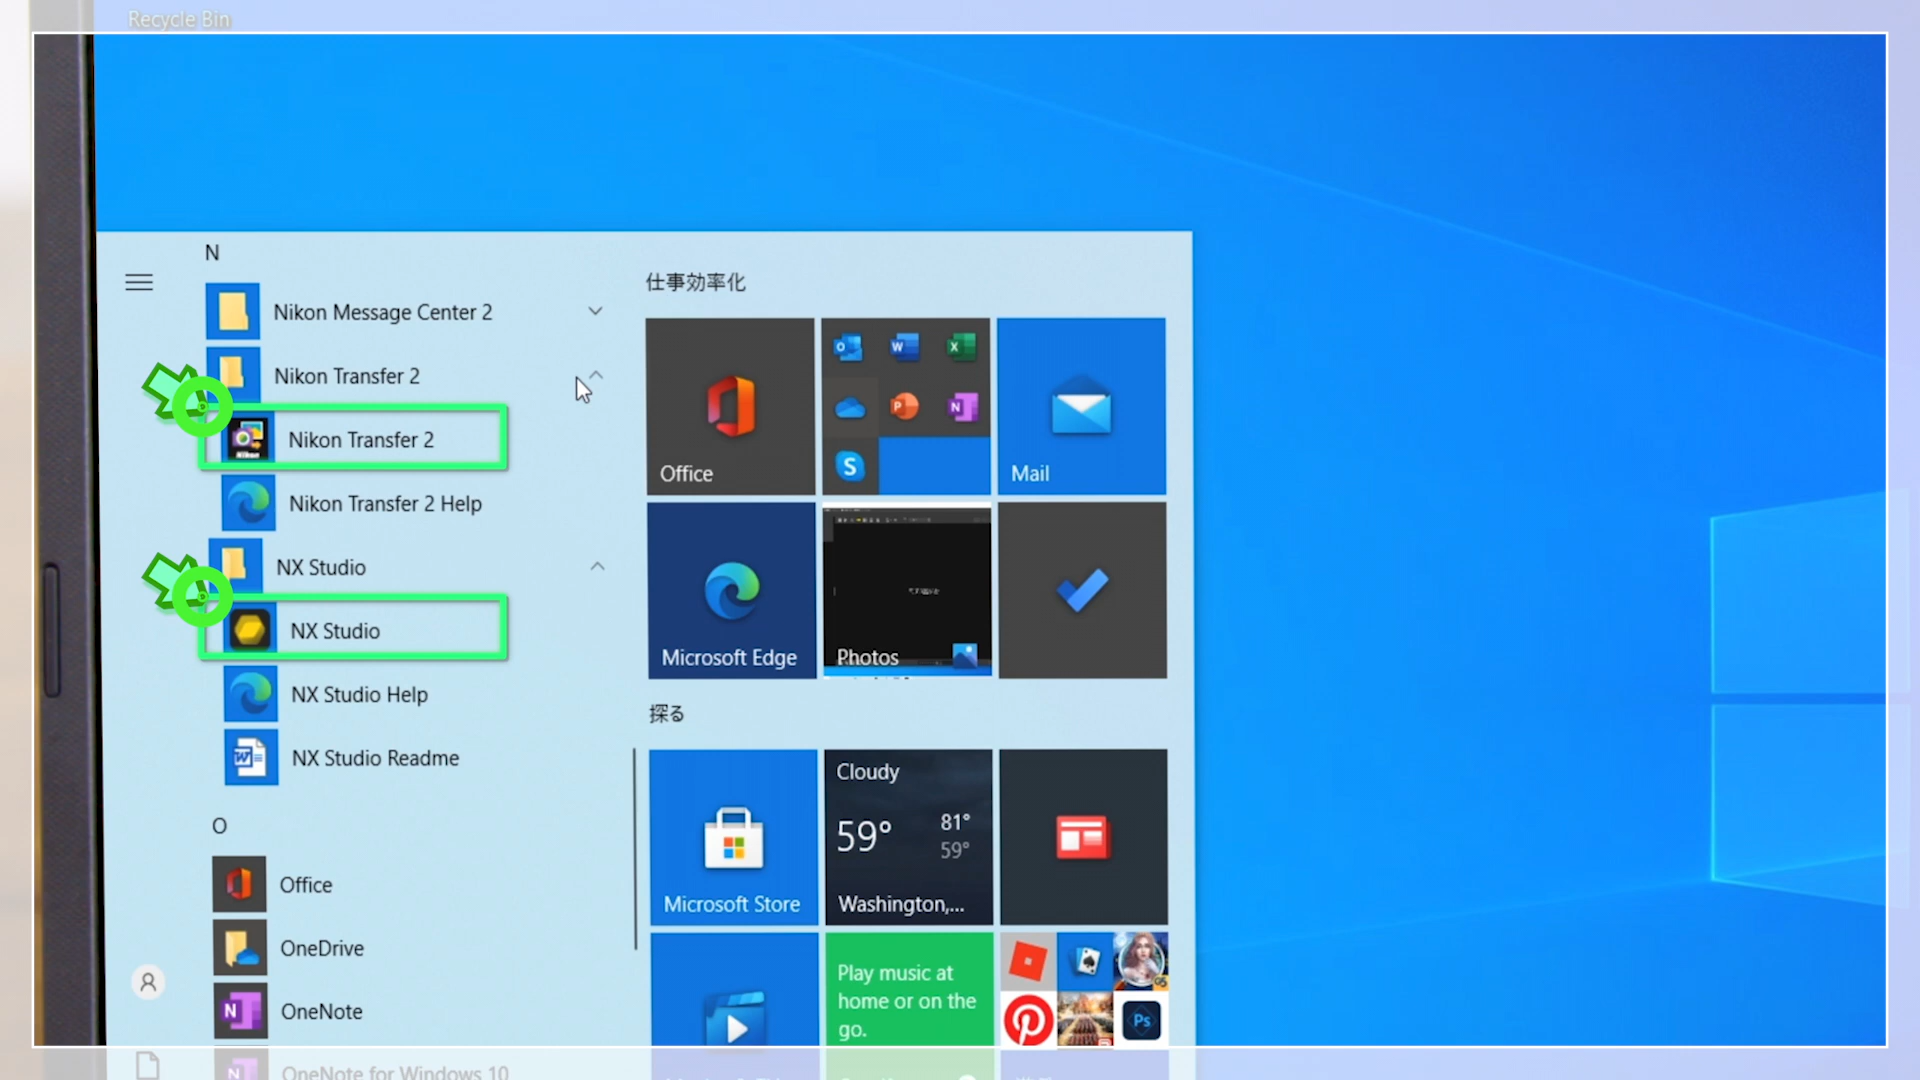 Recycle Bin
N
Nikon Message Center 2
Nikon Transfer 2
Nikon Transfer 2
Nikon Transfer 2 Help
NX Studio
NX Studio
NX Studio Help
NX Studio Readme
O
Office
OneDrive
OneNote
OneNote for Windows 10
仕事効率化
Office
Mail
Microsoft Edge
Photos
探る
Microsoft Store
Cloudy
59°
81°
59°
Washington,...
Play music at
home or on the
go.
Ps